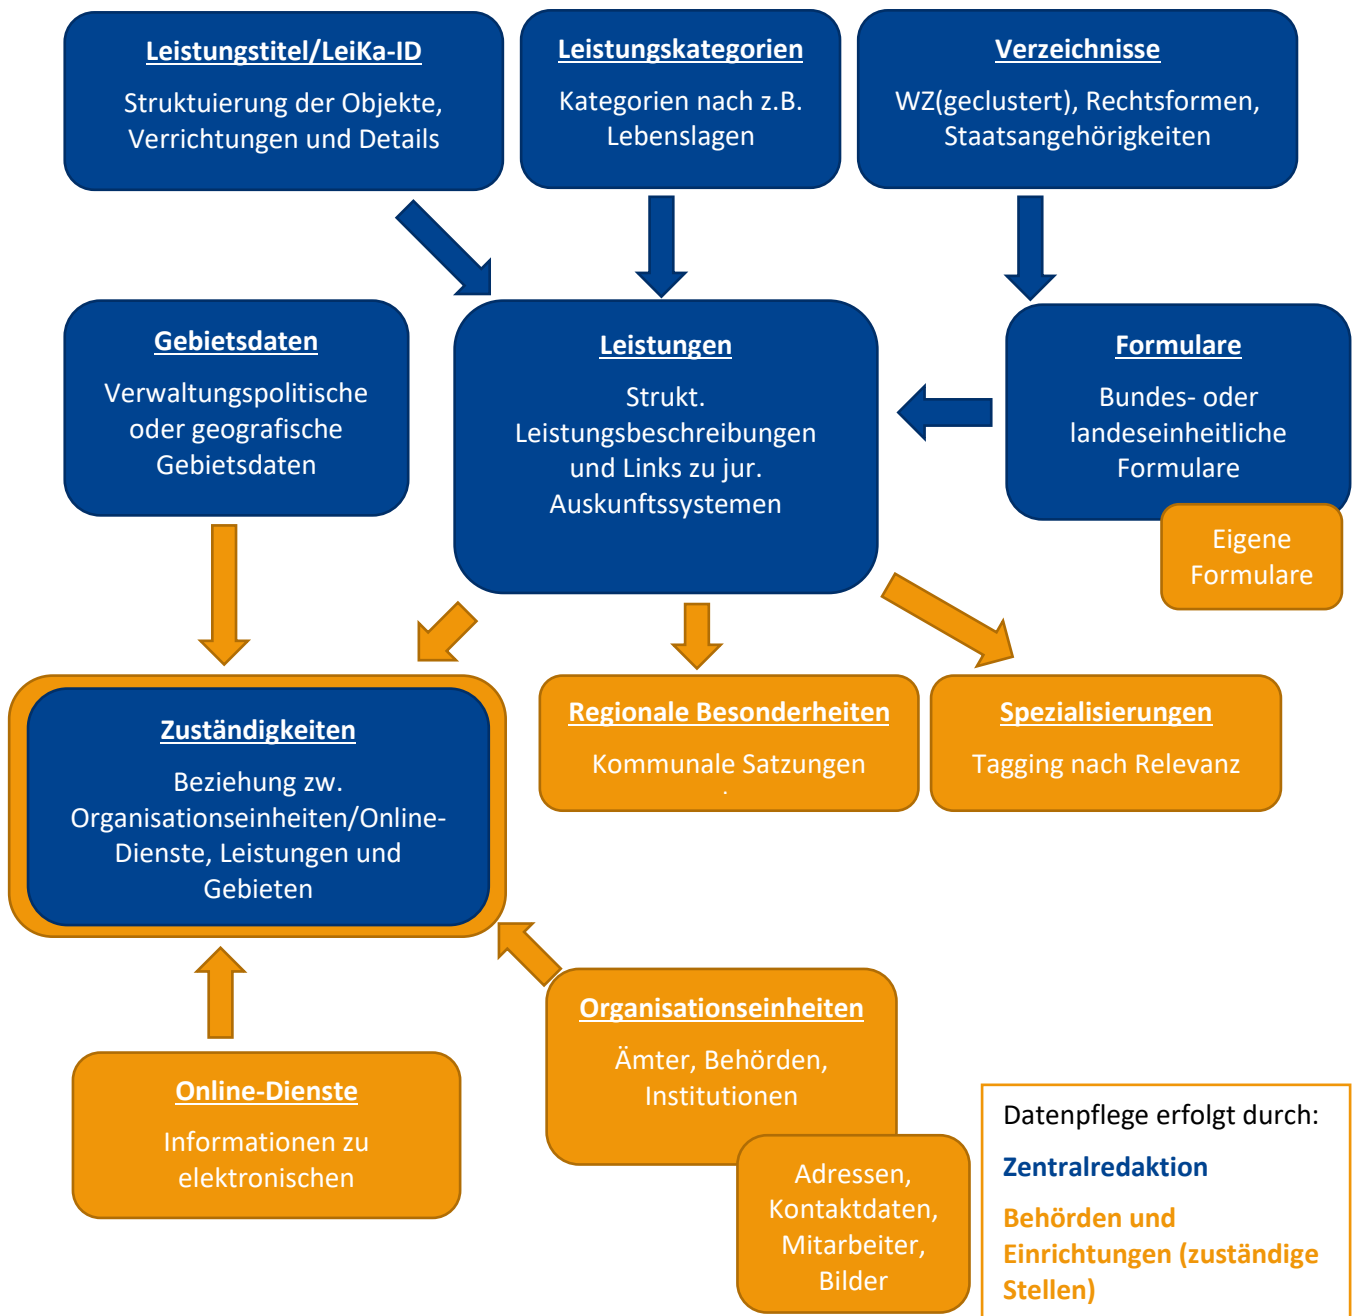 Leistungstitel/LeiKa-ID
Struktuierung der Objekte,
Verrichtungen und Details
Leistungskategorien
Kategorien nach z.B.
Lebenslagen
Verzeichnisse
WZ(geclustert), Rechtsformen,
Staatsangehörigkeiten
Gebietsdaten
Verwaltungspolitische
oder geografische
Gebietsdaten
Leistungen
Strukt.
Leistungsbeschreibungen
und Links zu jur.
Auskunftssystemen
Formulare
Bundes- oder
landeseinheitliche
Formulare
Eigene
Formulare
Zuständigkeiten
Beziehung zw.
Organisationseinheiten/Online-
Dienste, Leistungen und
Gebieten
Regionale Besonderheiten
Kommunale Satzungen
Spezialisierungen
Tagging nach Relevanz
Online-Dienste
Informationen zu
elektronischen
Organisationseinheiten
Ämter, Behörden,
Institutionen
Adressen,
Kontaktdaten,
Mitarbeiter,
Bilder
Datenpflege erfolgt durch:
Zentralredaktion
Behörden und
Einrichtungen (zuständige
Stellen)